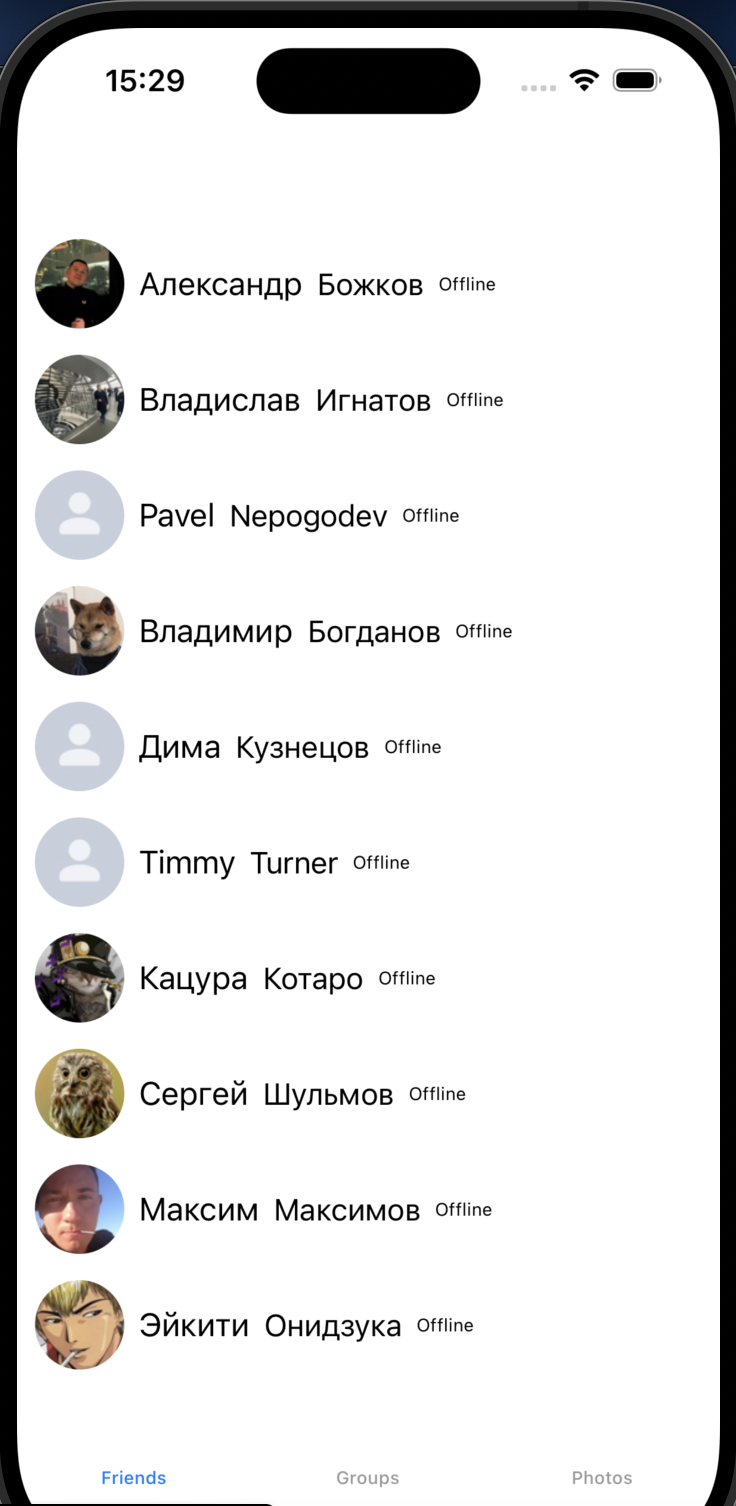 15:29
Александр Божков Offline
Владислав Игнатов Offline
Pavel Nepogodev Offline
Владимир Богданов Offline
Дима Кузнецов Offline
Timmy Turner Offline
Кацура Котаро Offline
Сергей Шульмов Offline
Максим Максимов Offline
Эйкити Онидзука Offline
Friends Groups Photos